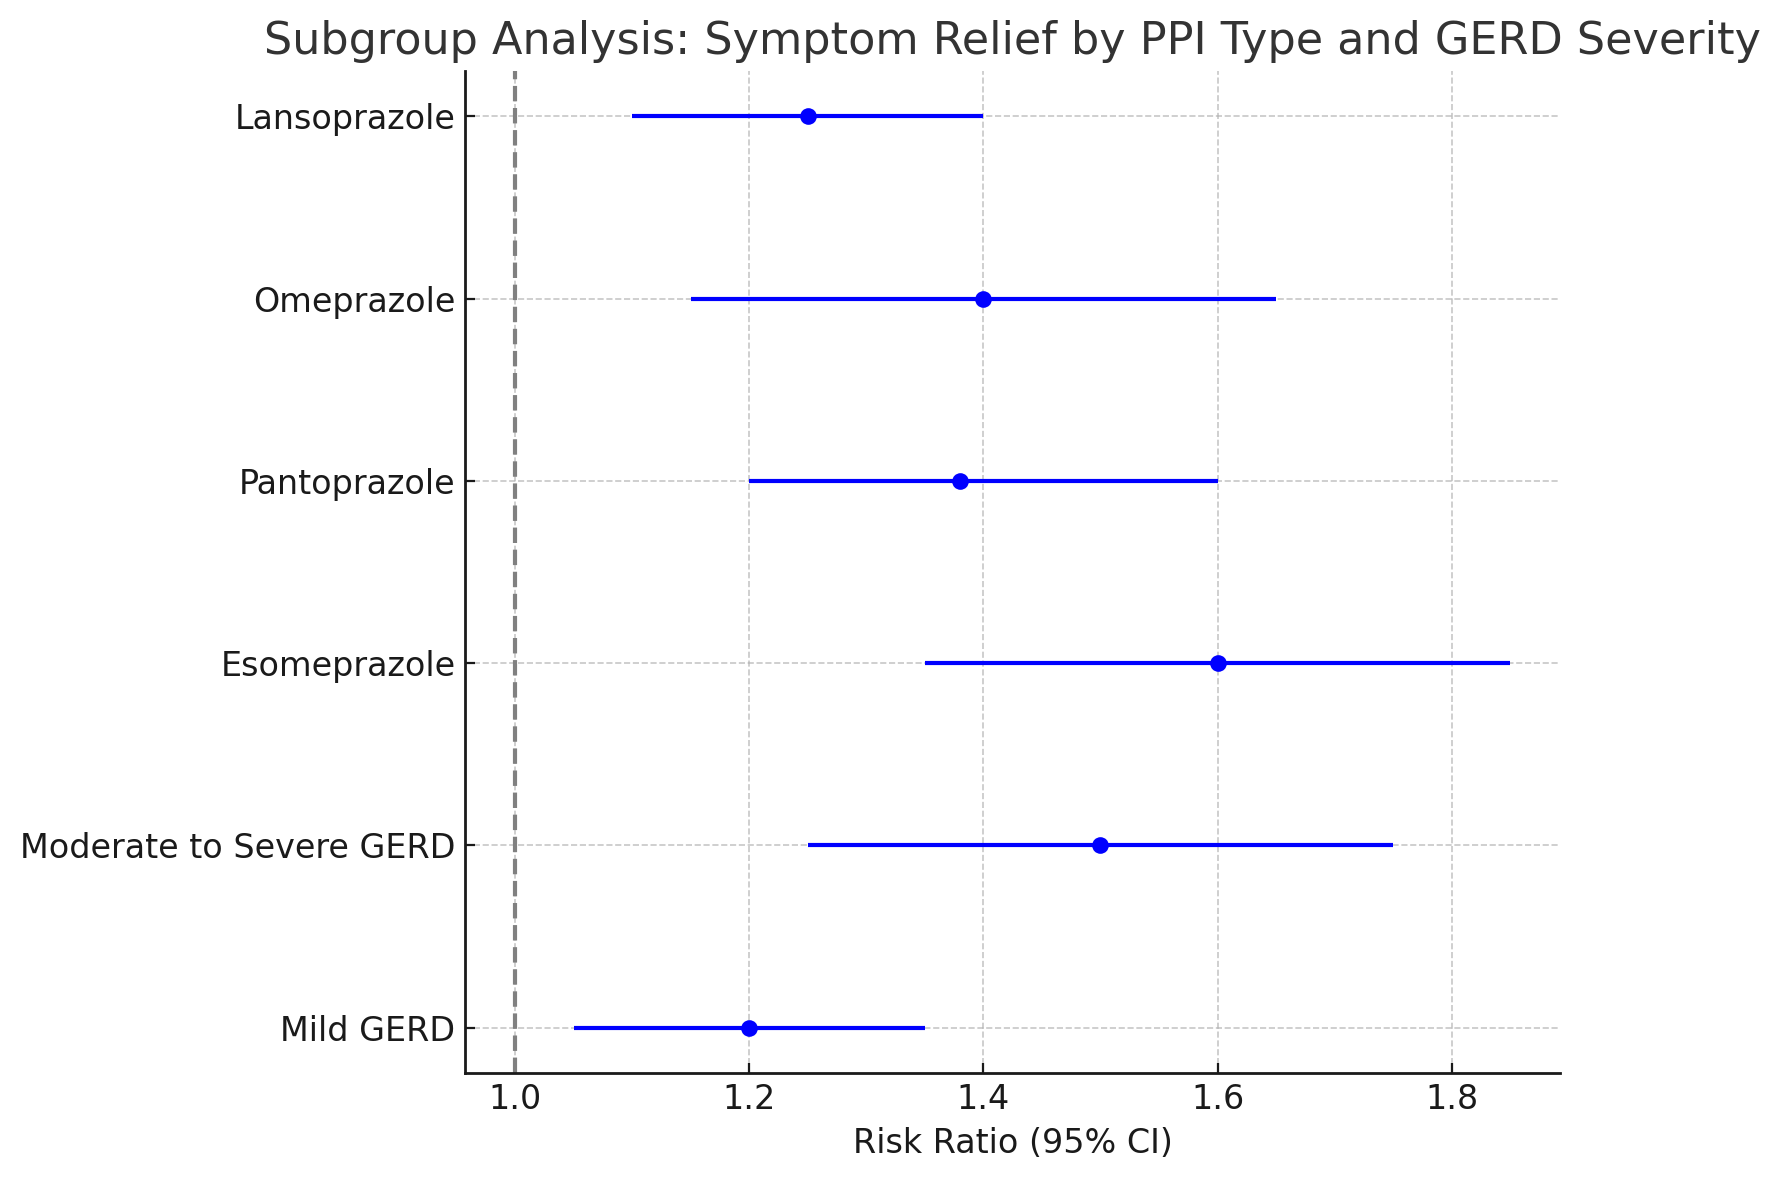 Subgroup Analysis: Symptom Relief by PPI Type and GERD Severity
Lansoprazole
Omeprazole
Pantoprazole
Esomeprazole
Moderate to Severe GERD
Mild GERD
1.0 1.2 1.4 1.6 1.8
Risk Ratio (95% CI)